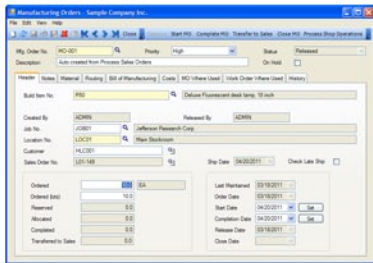 Manufacturing Orders - Sample Company Inc.
File Edit View Help
Close Start MO Complete MO Transfer to Sales Close MO Process Shop Operations
Mfg. Order No. MO-001 Priority High Status Released
Description Auto created from Process Sales Orders On Hold
Header Notes Material Routing Bill of Manufacturing Costs MO Where Used Work Order Where Used History
Build Item No. Deluxe Fluorescent desk lamp, 10 inch
Created By ADMIN Released By ADMIN
Job No. JOB01 Jefferson Research Corp.
Location No. LOC01 Main Stockroom
Customer HLC001
Sales Order No. L01-149 Ship Date 04/20/2011 Check Late Ship
Ordered 10.0 EA Last Maintained 03/18/2011
Ordered (kits) 10.0 Order Date 03/18/2011
Reserved 0.0 Start Date 04/20/2011 Set
Allocated 0.0 Completion Date 04/20/2011 Set
Completed 0.0 Release Date 03/18/2011
Transferred to Sales 0.0 Close Date